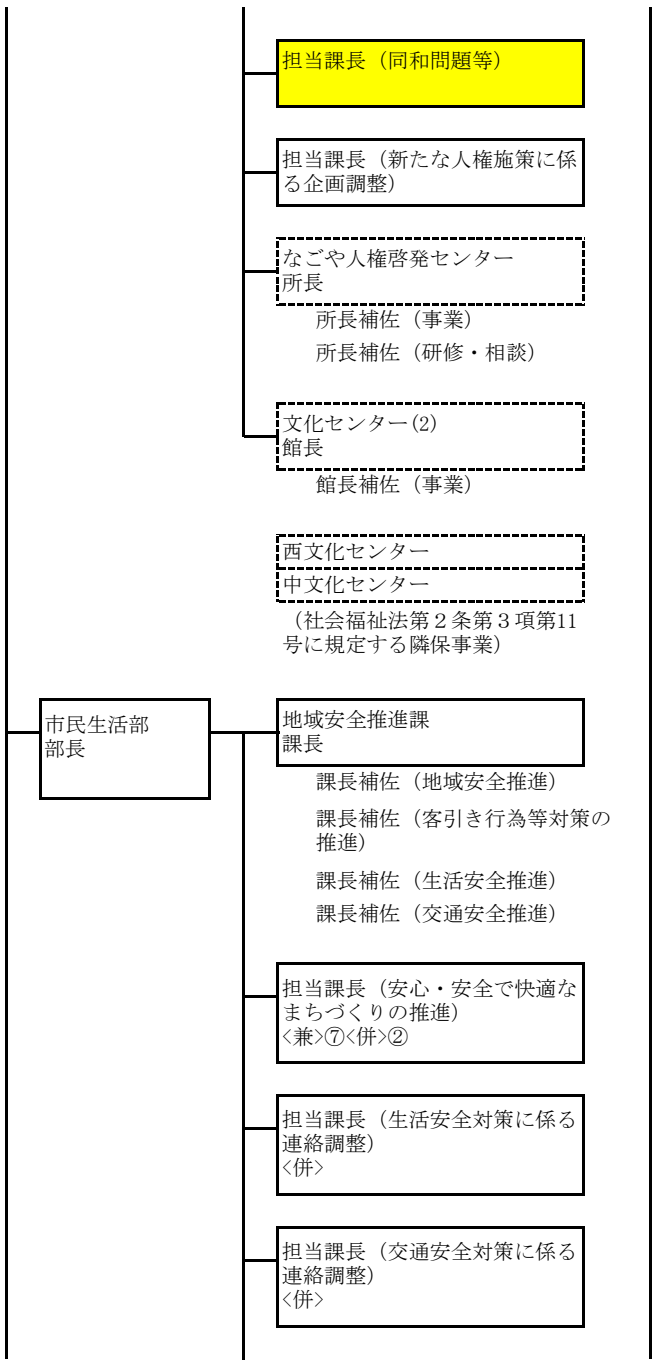 担当課長（同和問題等）
担当課長（新たな人権施策に係
る企画調整）
なごや人権啓発センター
所長
所長補佐（事業）
所長補佐（研修・相談）
文化センター(2)
館長
館長補佐（事業）
西文化センター
中文化センター
（社会福祉法第２条第３項第11
号に規定する隣保事業）
市民生活部
部長
地域安全推進課
課長
課長補佐（地域安全推進）
課長補佐（客引き行為等対策の
推進）
課長補佐（生活安全推進）
課長補佐（交通安全推進）
担当課長（安心・安全で快適な
まちづくりの推進）
<兼>⑦<併>②
担当課長（生活安全対策に係る
連絡調整）
<併>
担当課長（交通安全対策に係る
連絡調整）
<併>